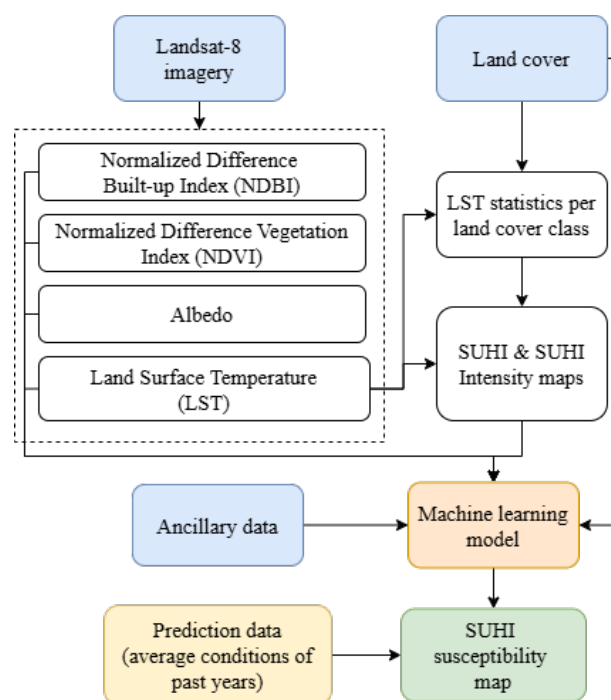 Landsat-8
imagery
Land cover
Normalized Difference
Built-up Index (NDBI)
Normalized Difference Vegetation
Index (NDVI)
Albedo
Land Surface Temperature
(LST)
LST statistics per
land cover class
SUHI & SUHI
Intensity maps
Ancillary data
Machine learning
model
Prediction data
(average conditions of
past years)
SUHI
susceptibility
map